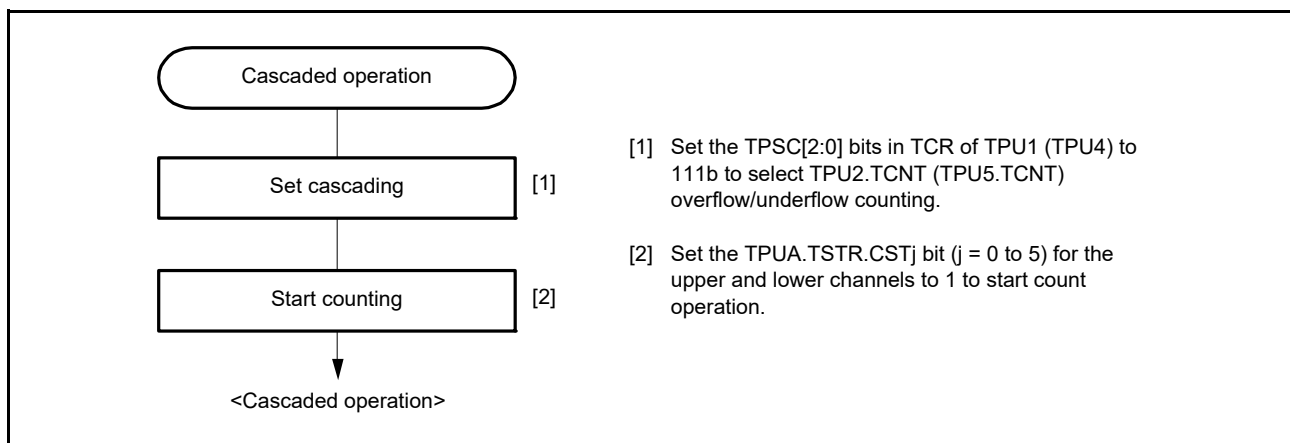 Cascaded operation
Set cascading
[1]
Start counting
[2]
<Cascaded operation>
[1] Set the TPSC[2:0] bits in TCR of TPU1 (TPU4) to
111b to select TPU2.TCNT (TPU5.TCNT)
overflow/underflow counting.
[2] Set the TPUA.TSTR.CSTj bit (j = 0 to 5) for the
upper and lower channels to 1 to start count
operation.